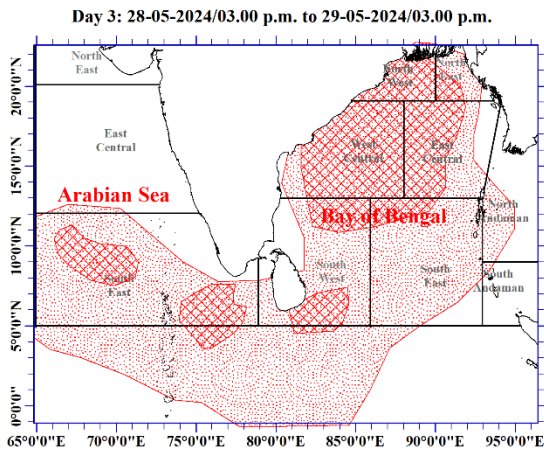 Day 3: 28-05-2024/03.00 p.m. to 29-05-2024/03.00 p.m.
North
East
North
West
North
East
20°0'0"N
East
Central
West
Central
East
Central
15°0'0"N
Arabian Sea
Bay of Bengal
North
Andaman
10°0'0"N
South
East
South
West
South
East
South
Andaman
5°0'0"N
0°0'0"
65°0'0"E 70°0'0"E 75°0'0"E 80°0'0"E 85°0'0"E 90°0'0"E 95°0'0"E